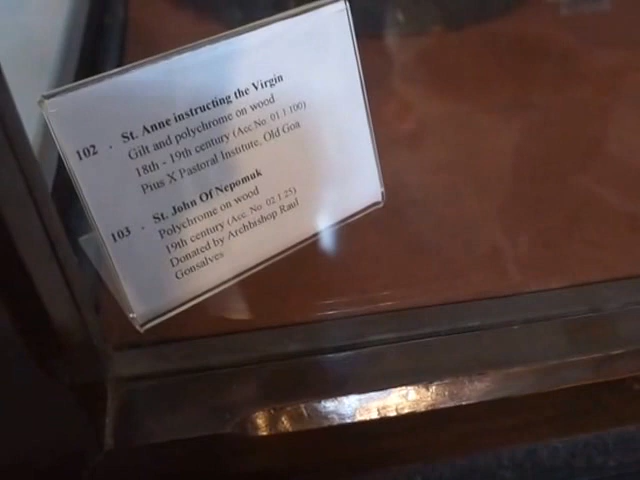 102 . St. Anne instructing the Virgin
Gilt and polychrome on wood
18th - 19th century (Acc. No. 01.1.100)
Pius X Pastoral Institute, Old Goa
103 . St. John Of Nepomuk
Polychrome on wood
19th century (Acc. No. 02.1.25)
Donated by Archbishop Raul
Gonsalves